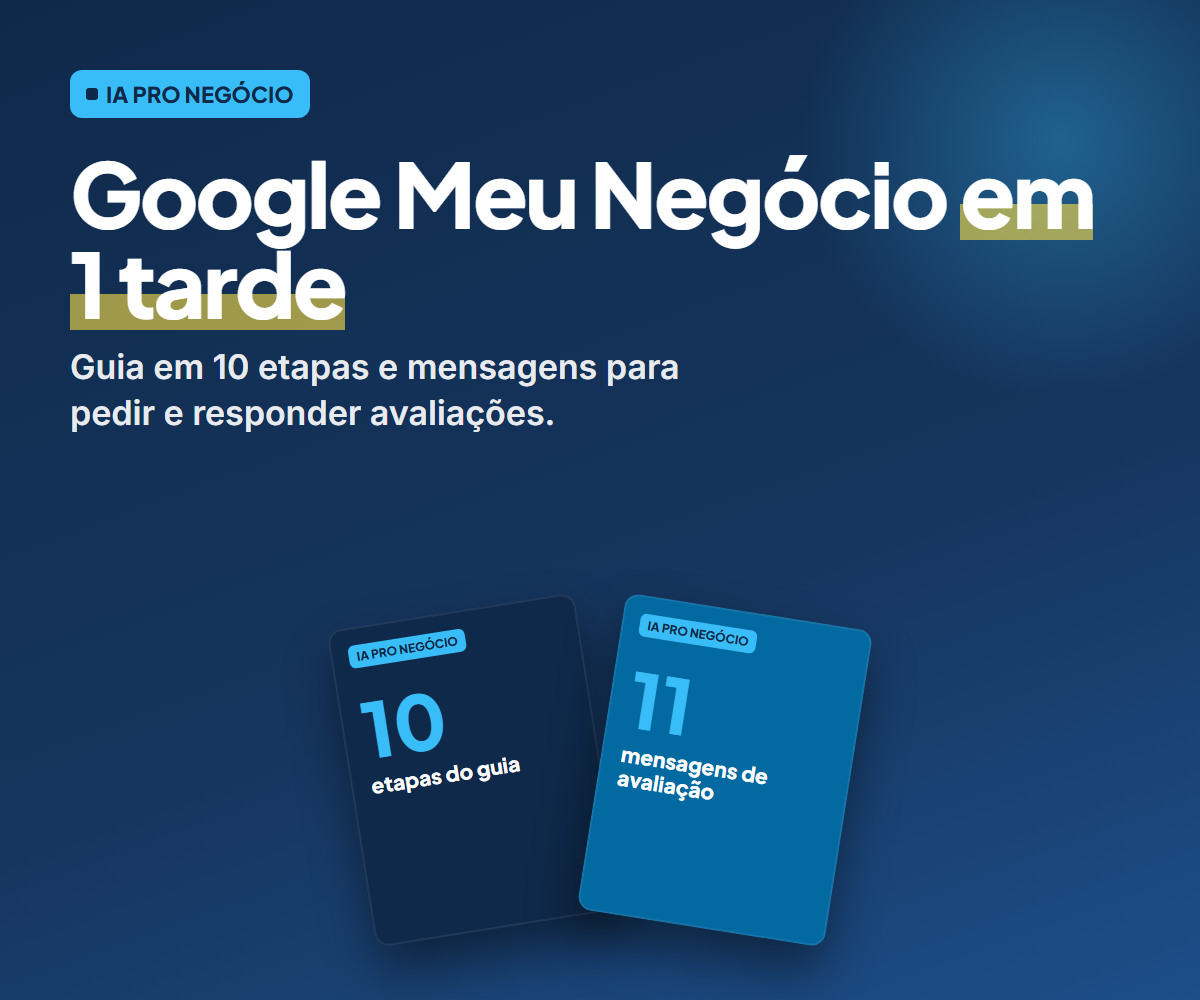 IA PRO NEGÓCIO
Google Meu Negócio em
1 tarde
Guia em 10 etapas e mensagens para
pedir e responder avaliações.
IA PRO NEGÓCIO
10
etapas do guia
IA PRO NEGÓCIO
11
mensagens de
avaliação